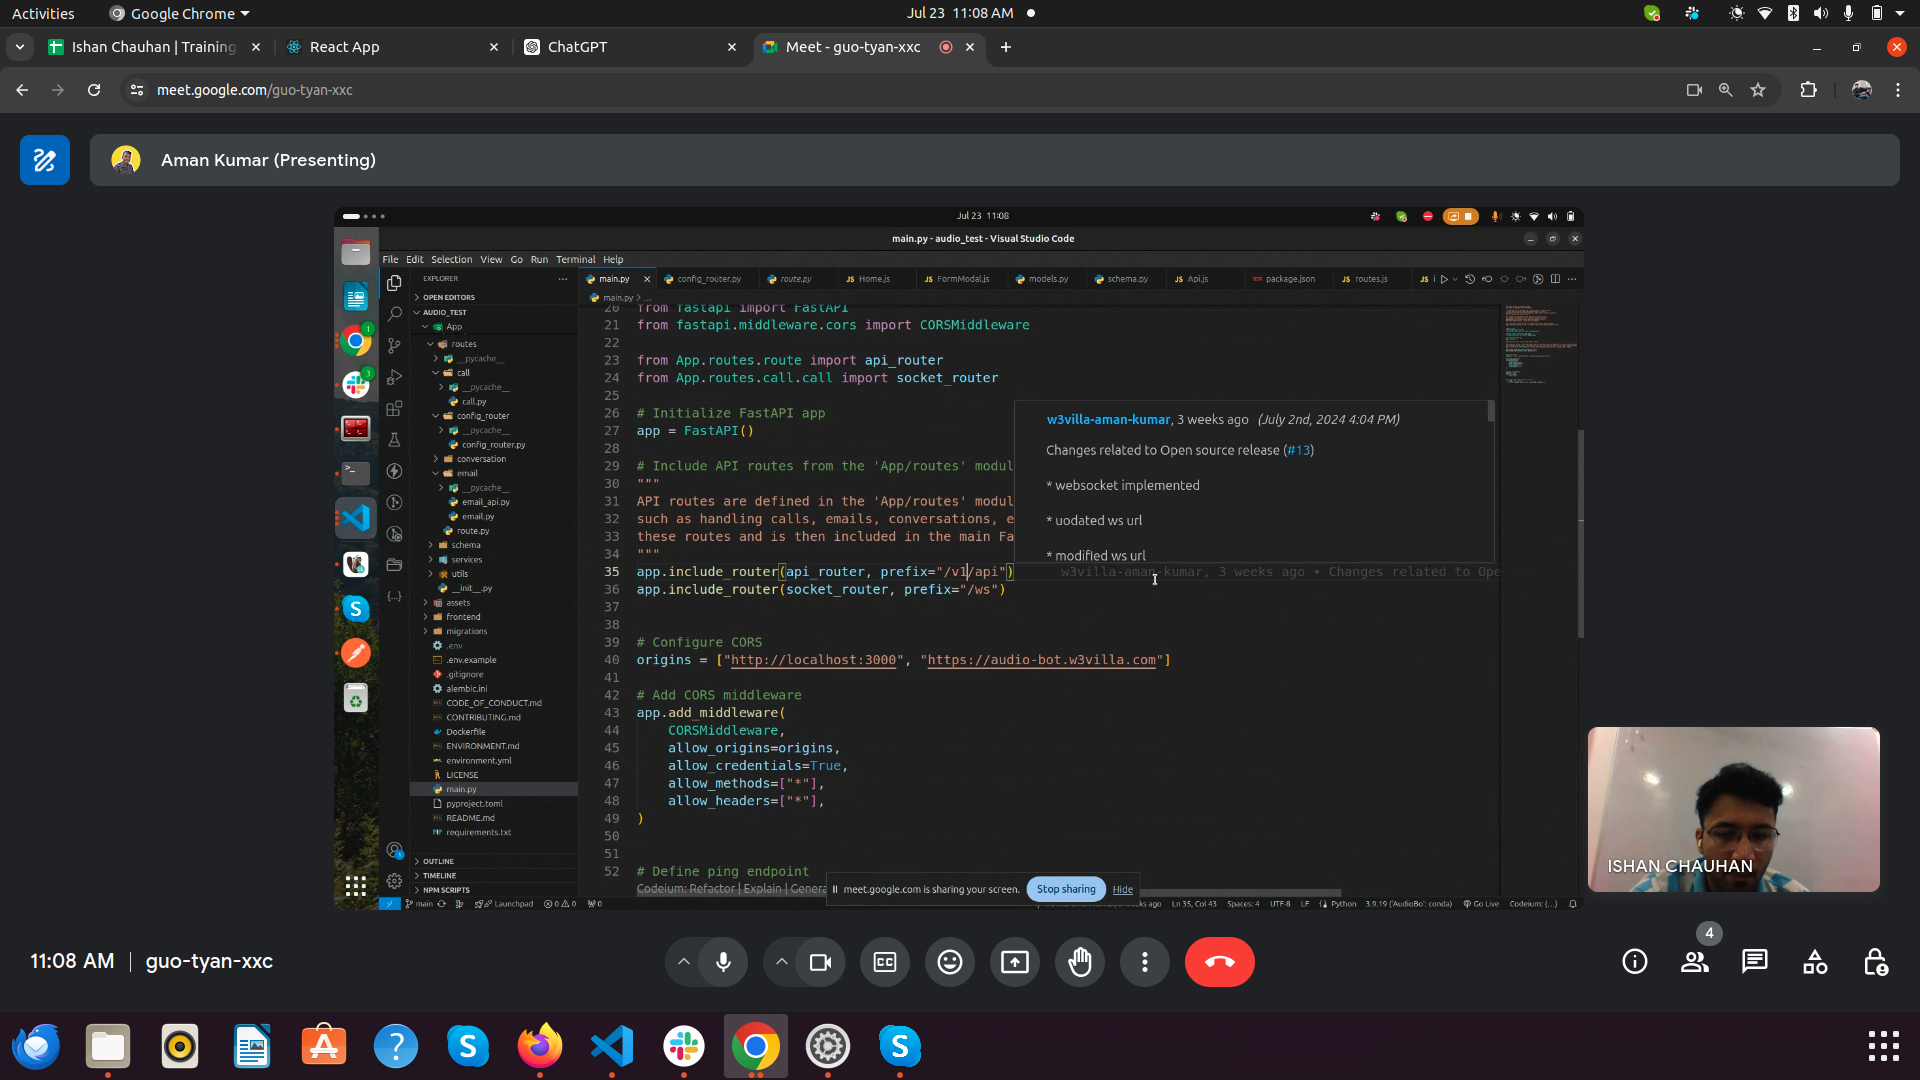 Activities
Google Chrome
Jul 23 11:08 AM
Ishan Chauhan | Training
React App
ChatGPT
Meet - guo-tyan-xxc
meet.google.com/guo-tyan-xxc
Aman Kumar (Presenting)
Jul 23 11:08
main.py - audio_test - Visual Studio Code
File Edit Selection View Go Run Terminal Help
EXPLORER
main.py
config_router.py
route.py
Home.js
FormModal.js
models.py
schema.py
Api.js
package.json
routes.js
main.py > ...
OPEN EDITORS
AUDIO_TEST
App
routes
__pycache__
call
__pycache__
call.py
config_router
__pycache__
config_router.py
conversation
email
__pycache__
email_api.py
email.py
route.py
schema
services
utils
__init__.py
assets
frontend
migrations
.env
.env.example
.gitignore
alembic.ini
CODE_OF_CONDUCT.md
CONTRIBUTING.md
Dockerfile
ENVIRONMENT.md
environment.yml
LICENSE
main.py
pyproject.toml
README.md
requirements.txt
OUTLINE
TIMELINE
NPM SCRIPTS
20 from fastapi import FastAPI
21 from fastapi.middleware.cors import CORSMiddleware
22
23 from App.routes.route import api_router
24 from App.routes.call.call import socket_router
25
26 # Initialize FastAPI app
27 app = FastAPI()
28
29 # Include API routes from the 'App/routes' modul
30 """
31 API routes are defined in the 'App/routes' modul
32 such as handling calls, emails, conversations, e
33 these routes and is then included in the main Fa
34 """
35 app.include_router(api_router, prefix="/v1/api") w3villa-aman-kumar, 3 weeks ago • Changes related to Ope
36 app.include_router(socket_router, prefix="/ws")
37
38
39 # Configure CORS
40 origins = ["http://localhost:3000", "https://audio-bot.w3villa.com"]
41
42 # Add CORS middleware
43 app.add_middleware(
44 CORSMiddleware,
45 allow_origins=origins,
46 allow_credentials=True,
47 allow_methods=["*"],
48 allow_headers=["*"],
49 )
50
51
52 # Define ping endpoint
Codeium: Refactor | Explain | Genera
w3villa-aman-kumar, 3 weeks ago (July 2nd, 2024 4:04 PM)
Changes related to Open source release (#13)
* websocket implemented
* uodated ws url
* modified ws url
meet.google.com is sharing your screen. Stop sharing Hide
main
Launchpad
0 0
0
ks ago Ln 35, Col 43 Spaces: 4 UTF-8 LF Python 3.9.19 ('AudioBo': conda) Go Live Codeium: {...}
ISHAN CHAUHAN
11:08 AM guo-tyan-xxc
4